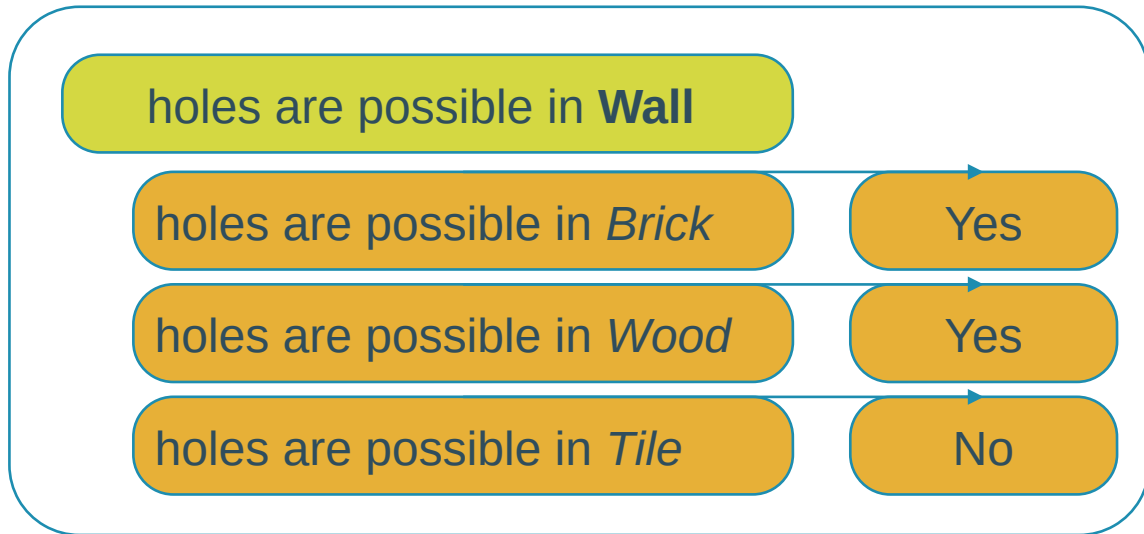 holes are possible in Wall
holes are possible in Brick Yes
holes are possible in Wood Yes
holes are possible in Tile No